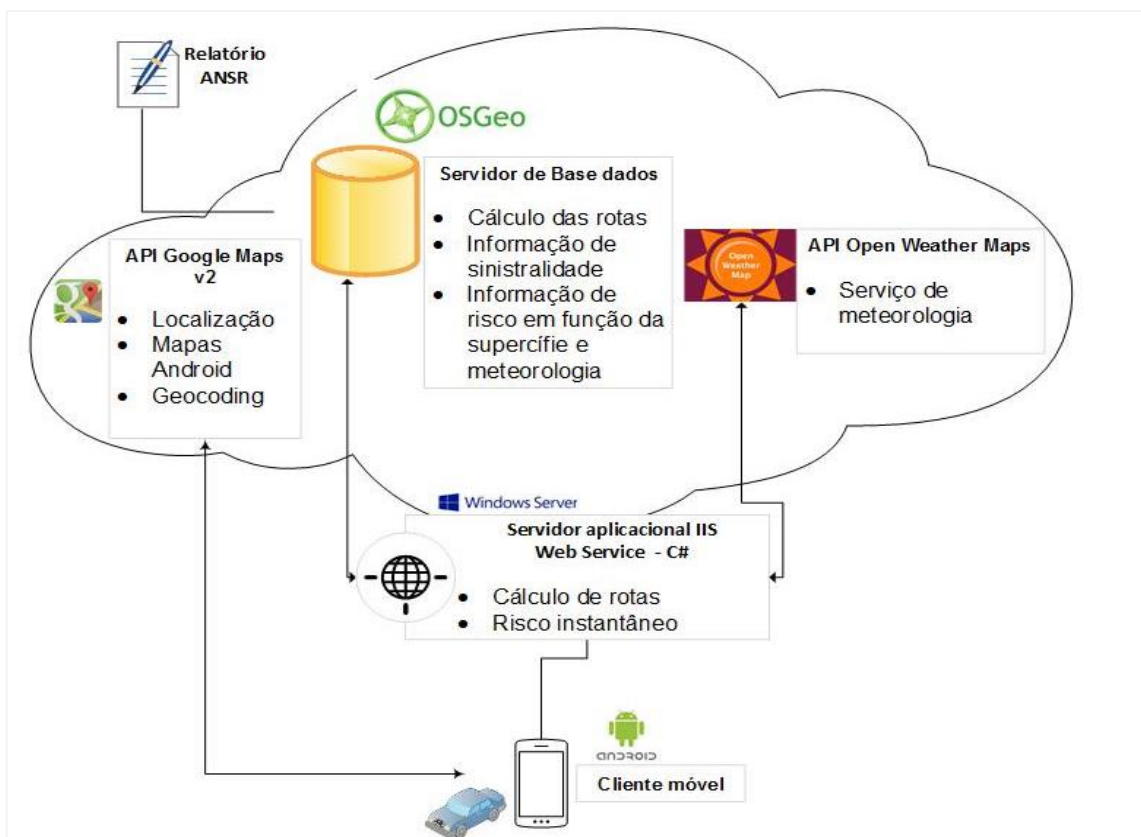 Relatório
ANSR
OSGeo
Servidor de Base dados
• Cálculo das rotas
• Informação de
sinistralidade
• Informação de
risco em função da
supercífie e
meteorologia
API Google Maps
v2
• Localização
• Mapas
Android
• Geocoding
Open
Weather
Map
API Open Weather Maps
• Serviço de
meteorologia
Windows Server
Servidor aplicacional IIS
Web Service - C#
• Cálculo de rotas
• Risco instantâneo
ANDROID
Cliente móvel